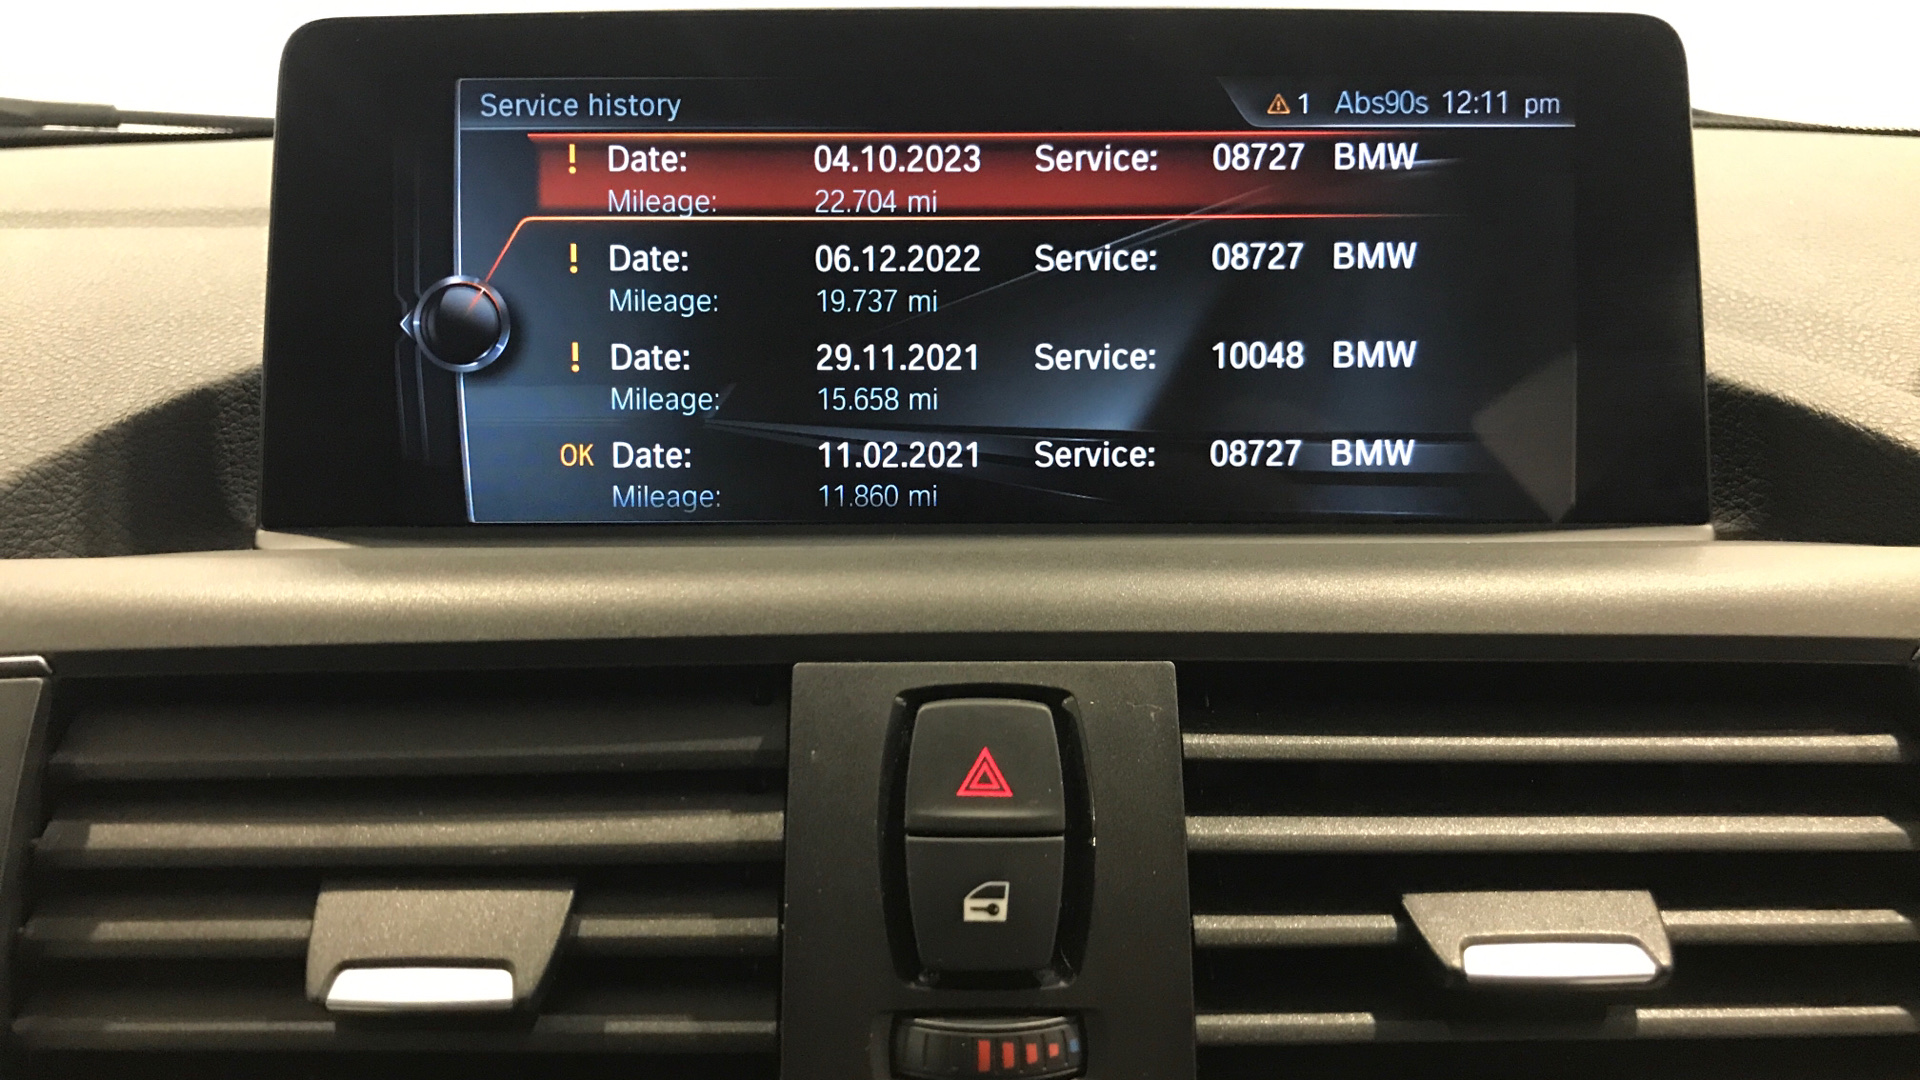 Service history 1 Abs90s 12:11 pm
! Date: 04.10.2023 Service: 08727 BMW
Mileage: 22.704 mi
! Date: 06.12.2022 Service: 08727 BMW
Mileage: 19.737 mi
! Date: 29.11.2021 Service: 10048 BMW
Mileage: 15.658 mi
OK Date: 11.02.2021 Service: 08727 BMW
Mileage: 11.860 mi